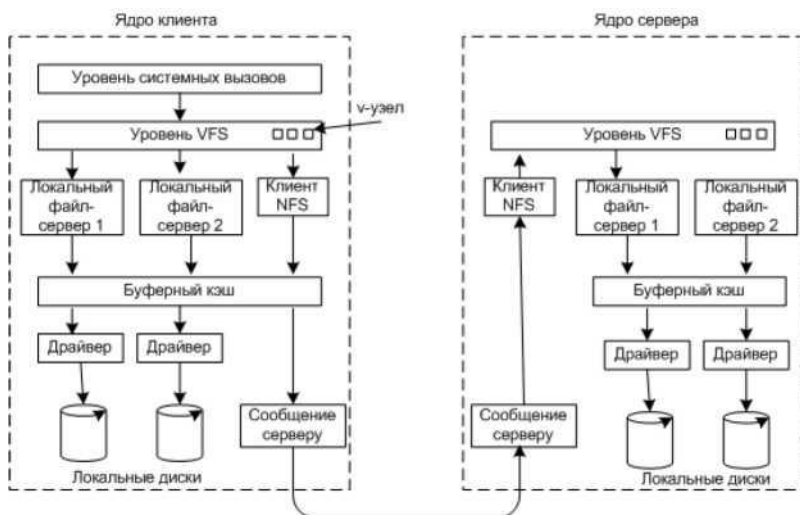 Ядро клиента
Уровень системных вызовов
v-узел
Уровень VFS
Локальный
файл-
сервер 1
Локальный
файл-
сервер 2
Клиент
NFS
Буферный кэш
Драйвер
Драйвер
Сообщение
серверу
Локальные диски
Ядро сервера
Уровень VFS
Клиент
NFS
Локальный
файл-
сервер 1
Локальный
файл-
сервер 2
Буферный кэш
Драйвер
Драйвер
Сообщение
серверу
Локальные диски